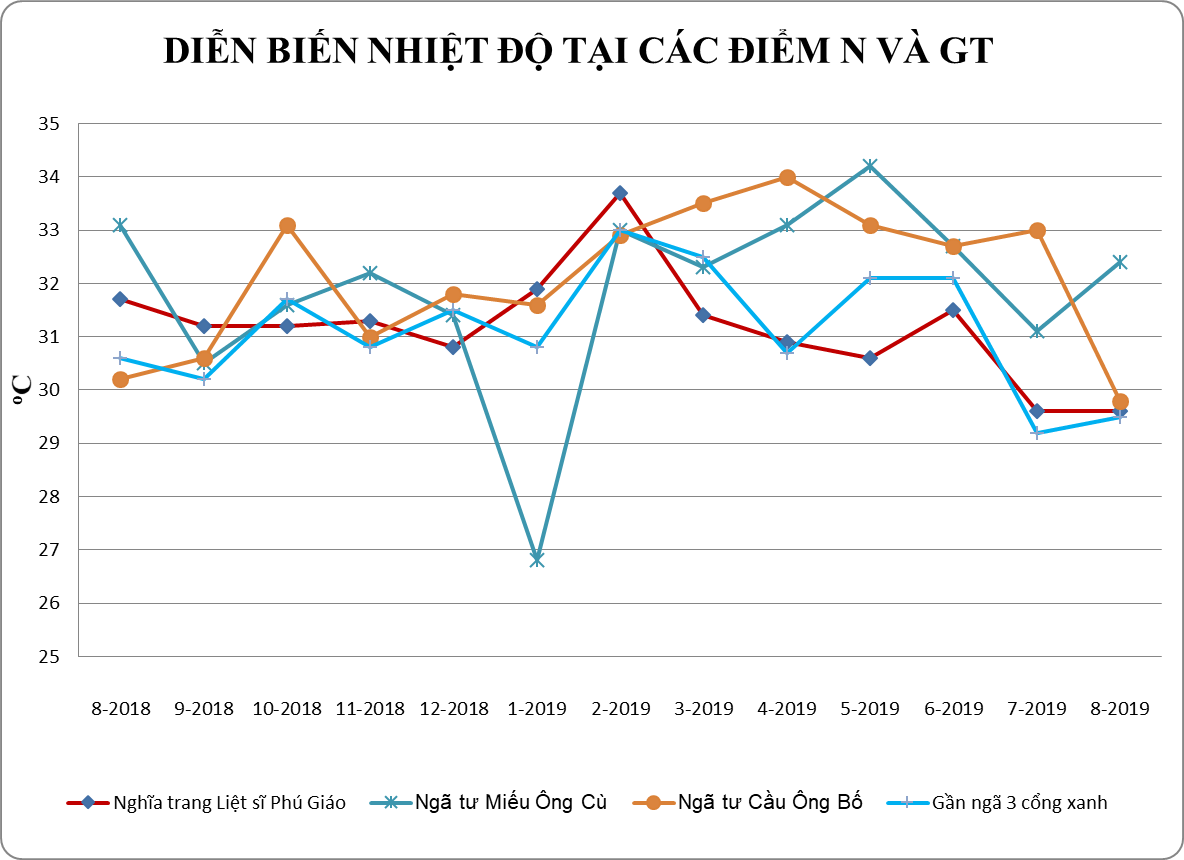 DIỄN BIẾN NHIỆT ĐỘ TẠI CÁC ĐIỂM N VÀ GT
35
34
33
32
31
30
29
28
27
26
25
ºC
8-2018 9-2018 10-2018 11-2018 12-2018 1-2019 2-2019 3-2019 4-2019 5-2019 6-2019 7-2019 8-2019
Nghĩa trang Liệt sĩ Phú Giáo Ngã tư Miếu Ông Cù Ngã tư Cầu Ông Bố Gần ngã 3 cổng xanh